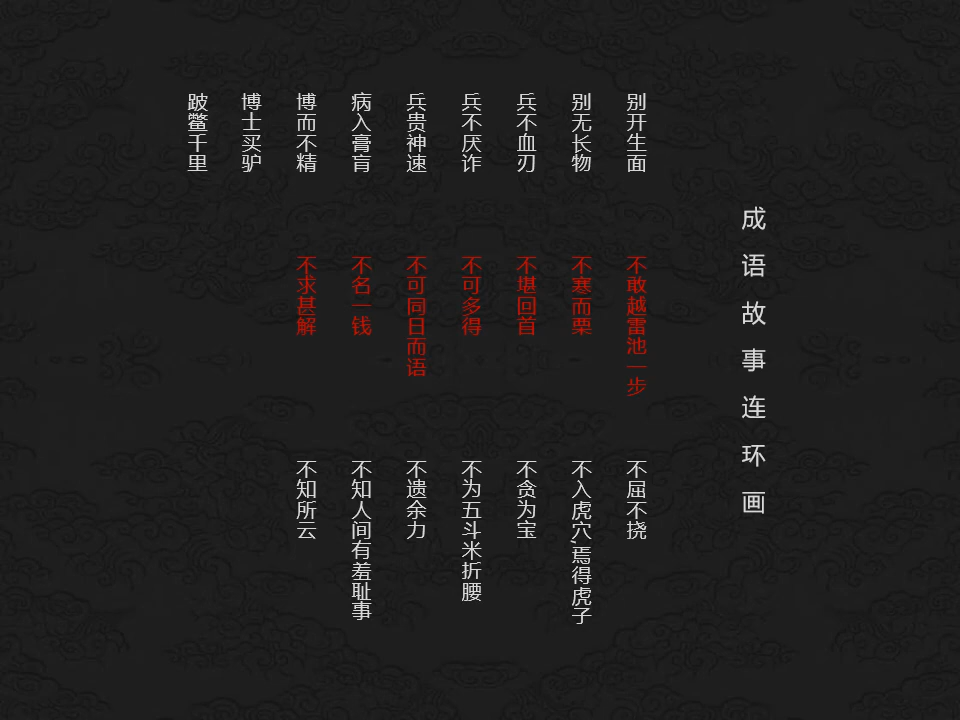 成语故事连环画
别开生面
别无长物
兵不血刃
兵不厌诈
兵贵神速
病入膏肓
博而不精
博士买驴
跛鳖千里
不敢越雷池一步
不寒而栗
不堪回首
不可多得
不可同日而语
不名一钱
不求甚解
不屈不挠
不入虎穴,焉得虎子
不贪为宝
不为五斗米折腰
不遗余力
不知人间有羞耻事
不知所云